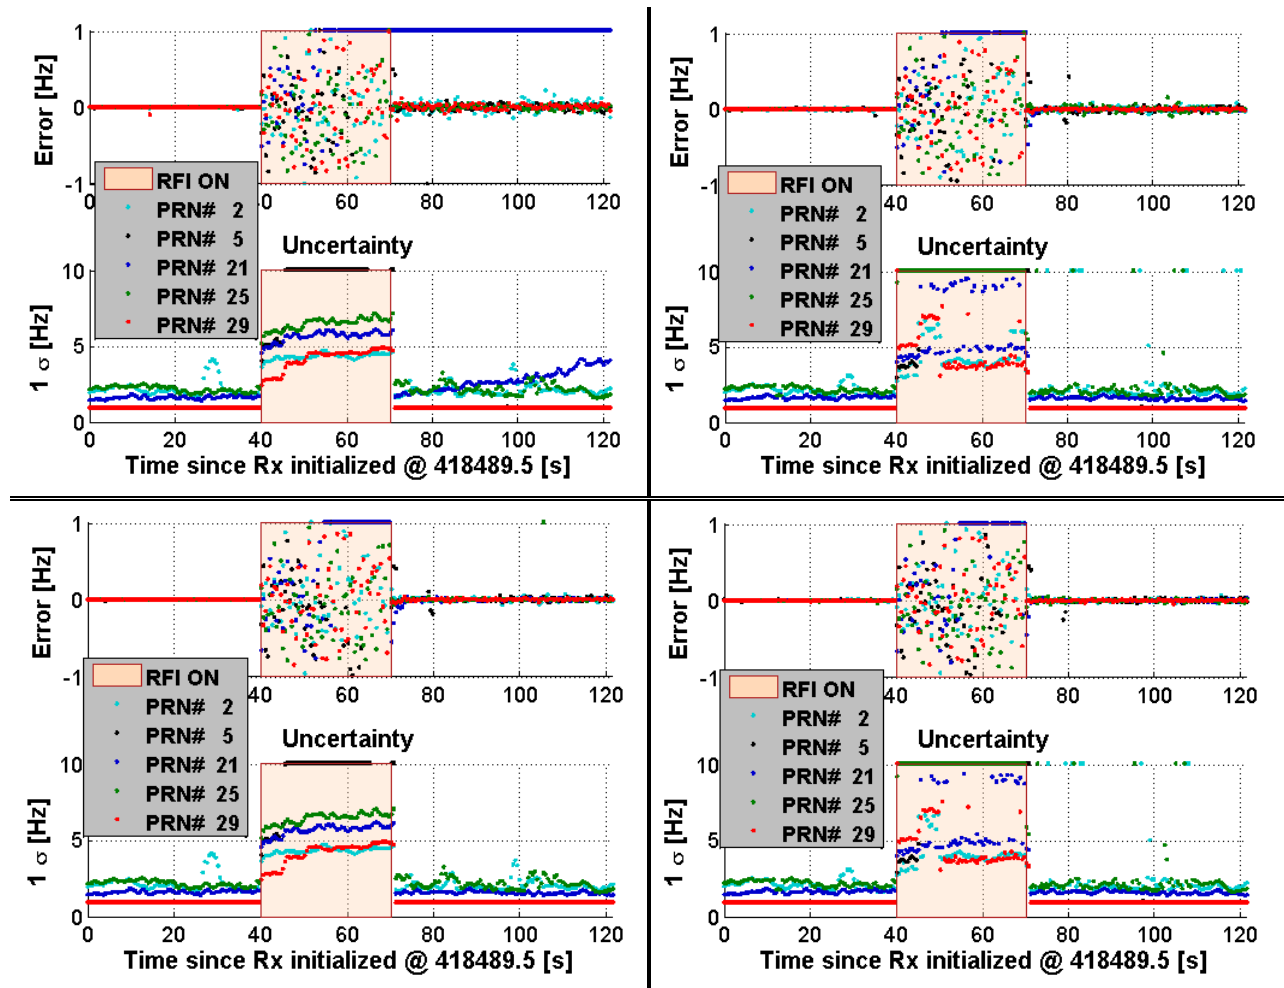 1
0
-1
Error [Hz]
0 20 40 60 80 100 120
RFI ON
PRN# 2
PRN# 5
PRN# 21
PRN# 25
PRN# 29
Uncertainty
10
5
0
1 σ [Hz]
0 20 40 60 80 100 120
Time since Rx initialized @ 418489.5 [s]
1
0
-1
Error [Hz]
0 20 40 60 80 100 120
RFI ON
PRN# 2
PRN# 5
PRN# 21
PRN# 25
PRN# 29
Uncertainty
10
5
0
1 σ [Hz]
0 20 40 60 80 100 120
Time since Rx initialized @ 418489.5 [s]
1
0
-1
Error [Hz]
0 20 40 60 80 100 120
RFI ON
PRN# 2
PRN# 5
PRN# 21
PRN# 25
PRN# 29
Uncertainty
10
5
0
1 σ [Hz]
0 20 40 60 80 100 120
Time since Rx initialized @ 418489.5 [s]
1
0
-1
Error [Hz]
0 20 40 60 80 100 120
RFI ON
PRN# 2
PRN# 5
PRN# 21
PRN# 25
PRN# 29
Uncertainty
10
5
0
1 σ [Hz]
0 20 40 60 80 100 120
Time since Rx initialized @ 418489.5 [s]